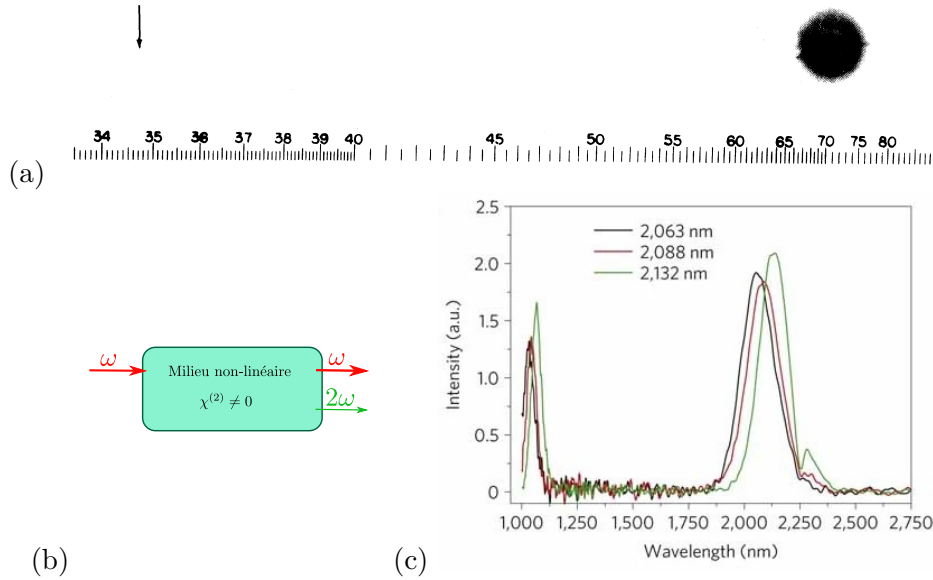 34 35 36 37 38 39 40 45 50 55 60 65 70 75 80
(a)
ω
Milieu non-linéaire
χ(2) ≠ 0
ω
2ω
(b)
2.5
2.0
1.5
1.0
0.5
0
Intensity (a.u.)
2,063 nm
2,088 nm
2,132 nm
1,000 1,250 1,500 1,750 2,000 2,250 2,500 2,750
Wavelength (nm)
(c)